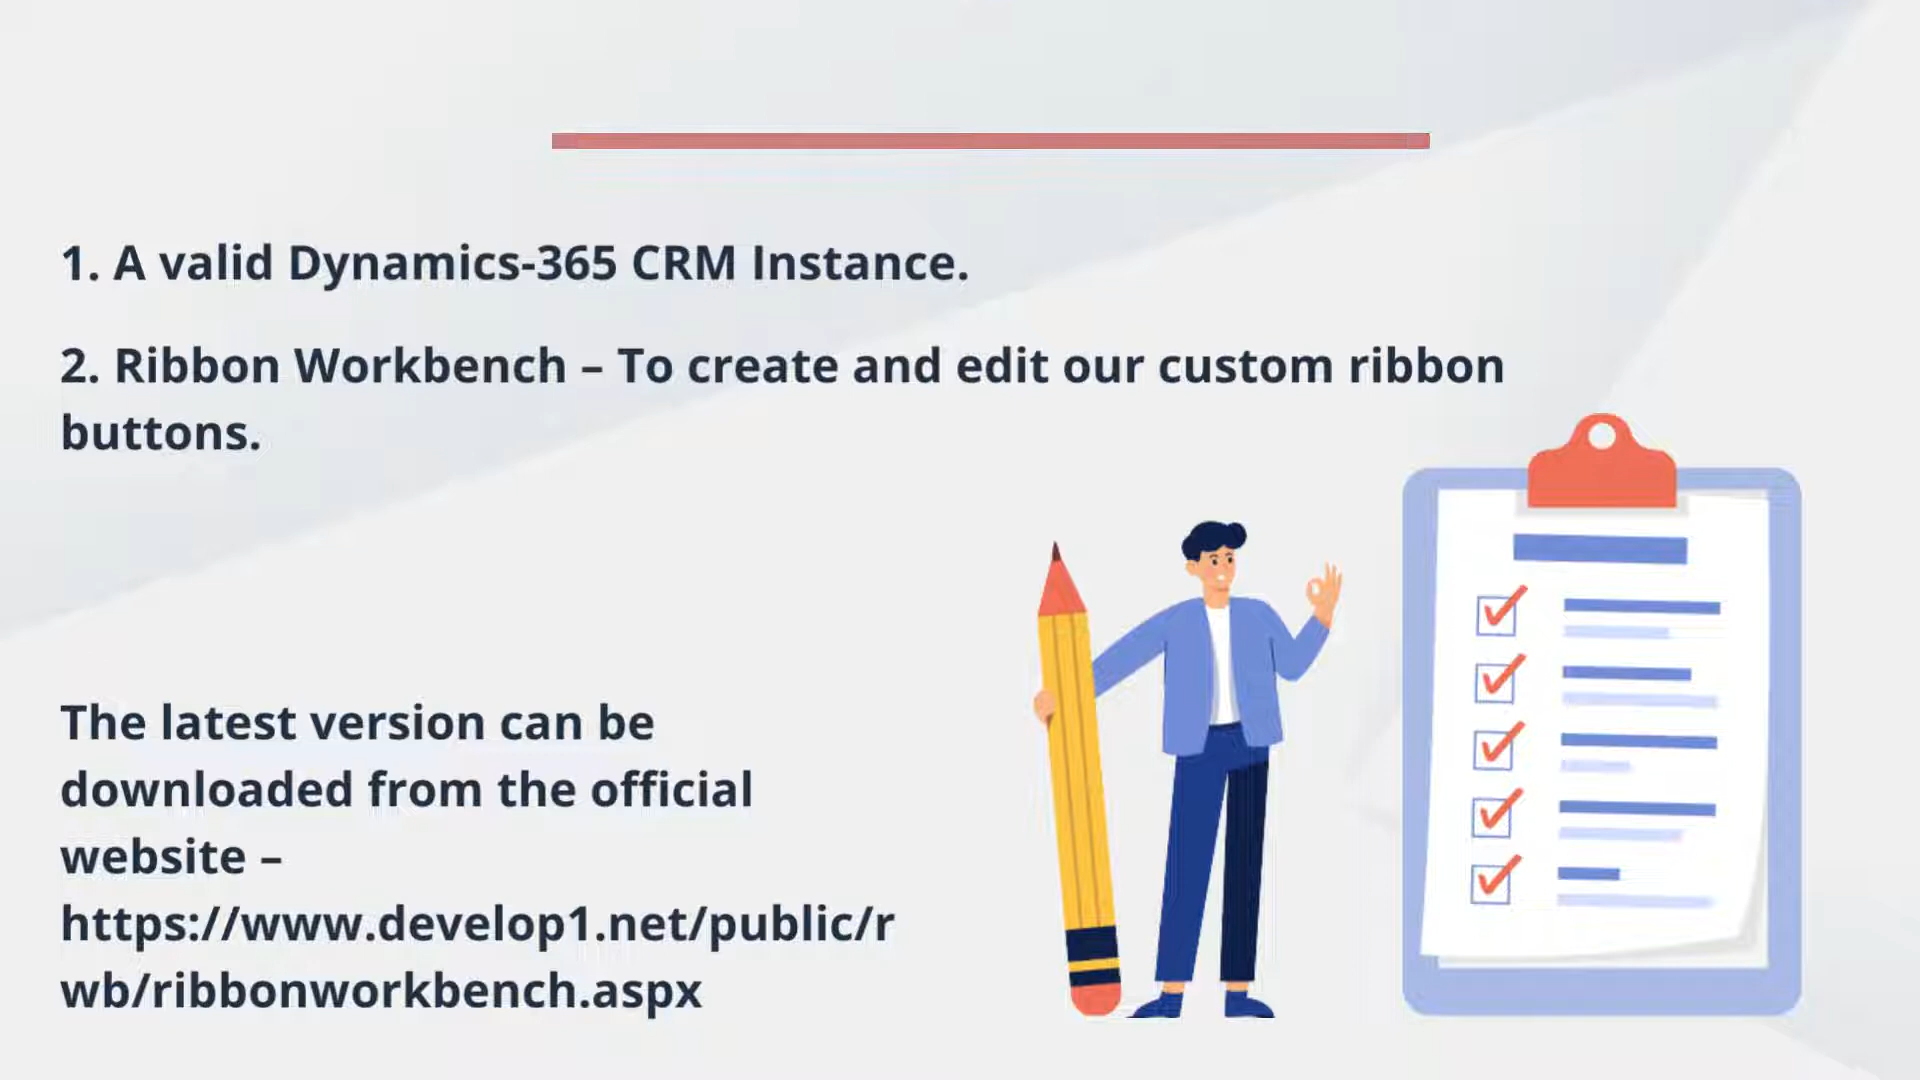 1. A valid Dynamics-365 CRM Instance.
2. Ribbon Workbench – To create and edit our custom ribbon
buttons.
The latest version can be
downloaded from the official
website –
https://www.develop1.net/public/r
wb/ribbonworkbench.aspx